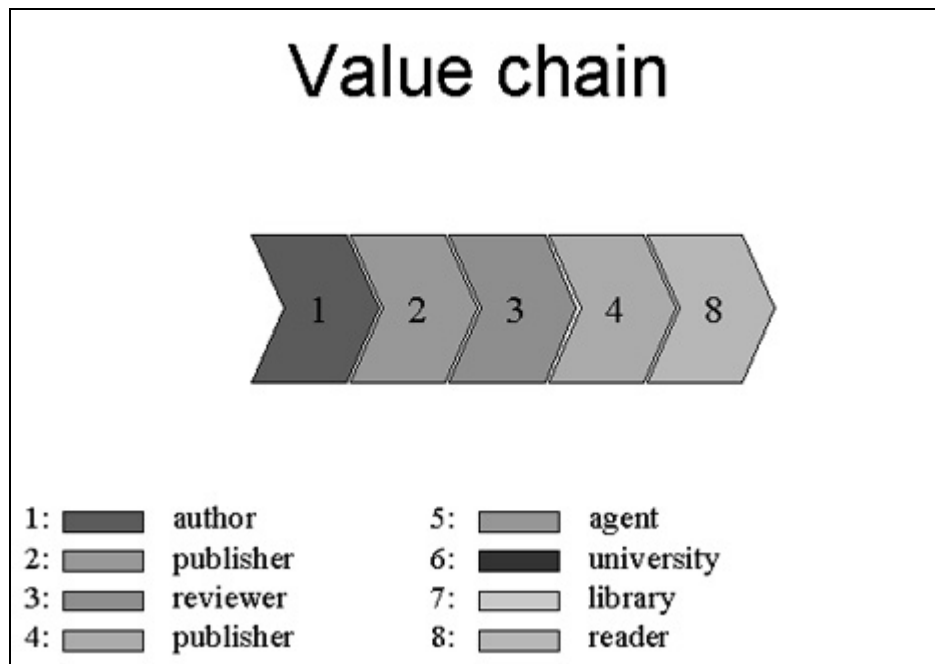 Value chain
1 2 3 4 8
1: author 5: agent
2: publisher 6: university
3: reviewer 7: library
4: publisher 8: reader